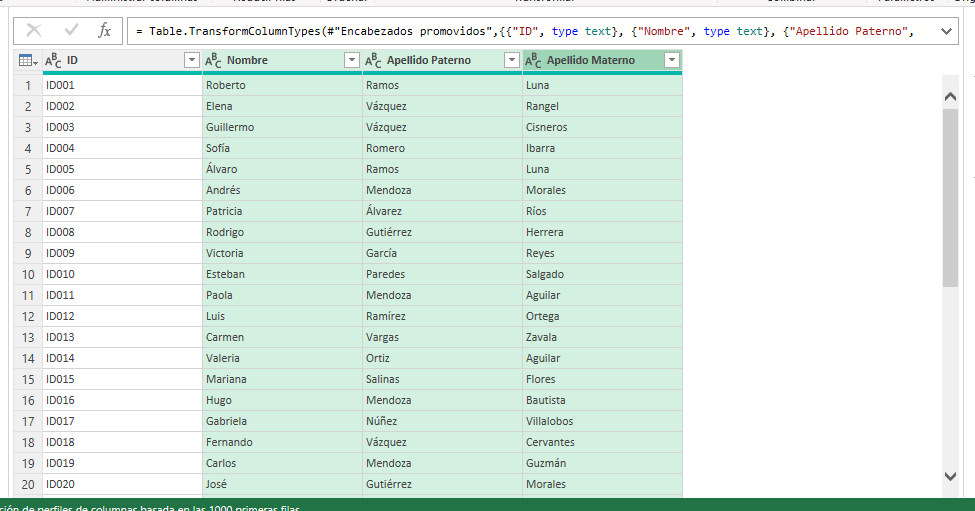 = Table.TransformColumnTypes(#"Encabezados promovidos",{{"ID", type text}, {"Nombre", type text}, {"Apellido Paterno",
ID Nombre Apellido Paterno Apellido Materno
1 ID001 Roberto Ramos Luna
2 ID002 Elena Vázquez Rangel
3 ID003 Guillermo Vázquez Cisneros
4 ID004 Sofía Romero Ibarra
5 ID005 Álvaro Ramos Luna
6 ID006 Andrés Mendoza Morales
7 ID007 Patricia Álvarez Ríos
8 ID008 Rodrigo Gutiérrez Herrera
9 ID009 Victoria García Reyes
10 ID010 Esteban Paredes Salgado
11 ID011 Paola Mendoza Aguilar
12 ID012 Luis Ramírez Ortega
13 ID013 Carmen Vargas Zavala
14 ID014 Valeria Ortiz Aguilar
15 ID015 Mariana Salinas Flores
16 ID016 Hugo Mendoza Bautista
17 ID017 Gabriela Núñez Villalobos
18 ID018 Fernando Vázquez Cervantes
19 ID019 Carlos Mendoza Guzmán
20 ID020 José Gutiérrez Morales
ción de perfiles de columnas basada en las 1000 primeras filas